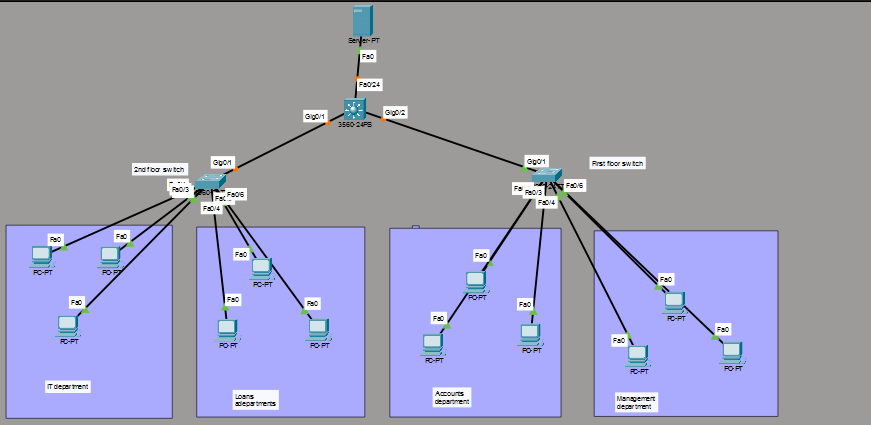 Server-PT
Fa0
Fa0/24
Gig0/1
Gig0/2
3560-24PS
2nd floor switch
Gig0/1
Gig0/1
First floor switch
Fa0/3
Fa0/6
Fa0/4
Fa0/3
Fa0/6
Fa0/4
Fa0
Fa0
PC-PT
PC-PT
Fa0
PC-PT
IT department
Fa0
PC-PT
Fa0
PC-PT
Fa0
PC-PT
Loans
adepartments
Fa0
PC-PT
Fa0
PC-PT
Fa0
PC-PT
Accounts
department
Fa0
PC-PT
Fa0
PC-PT
Fa0
PC-PT
Management
department